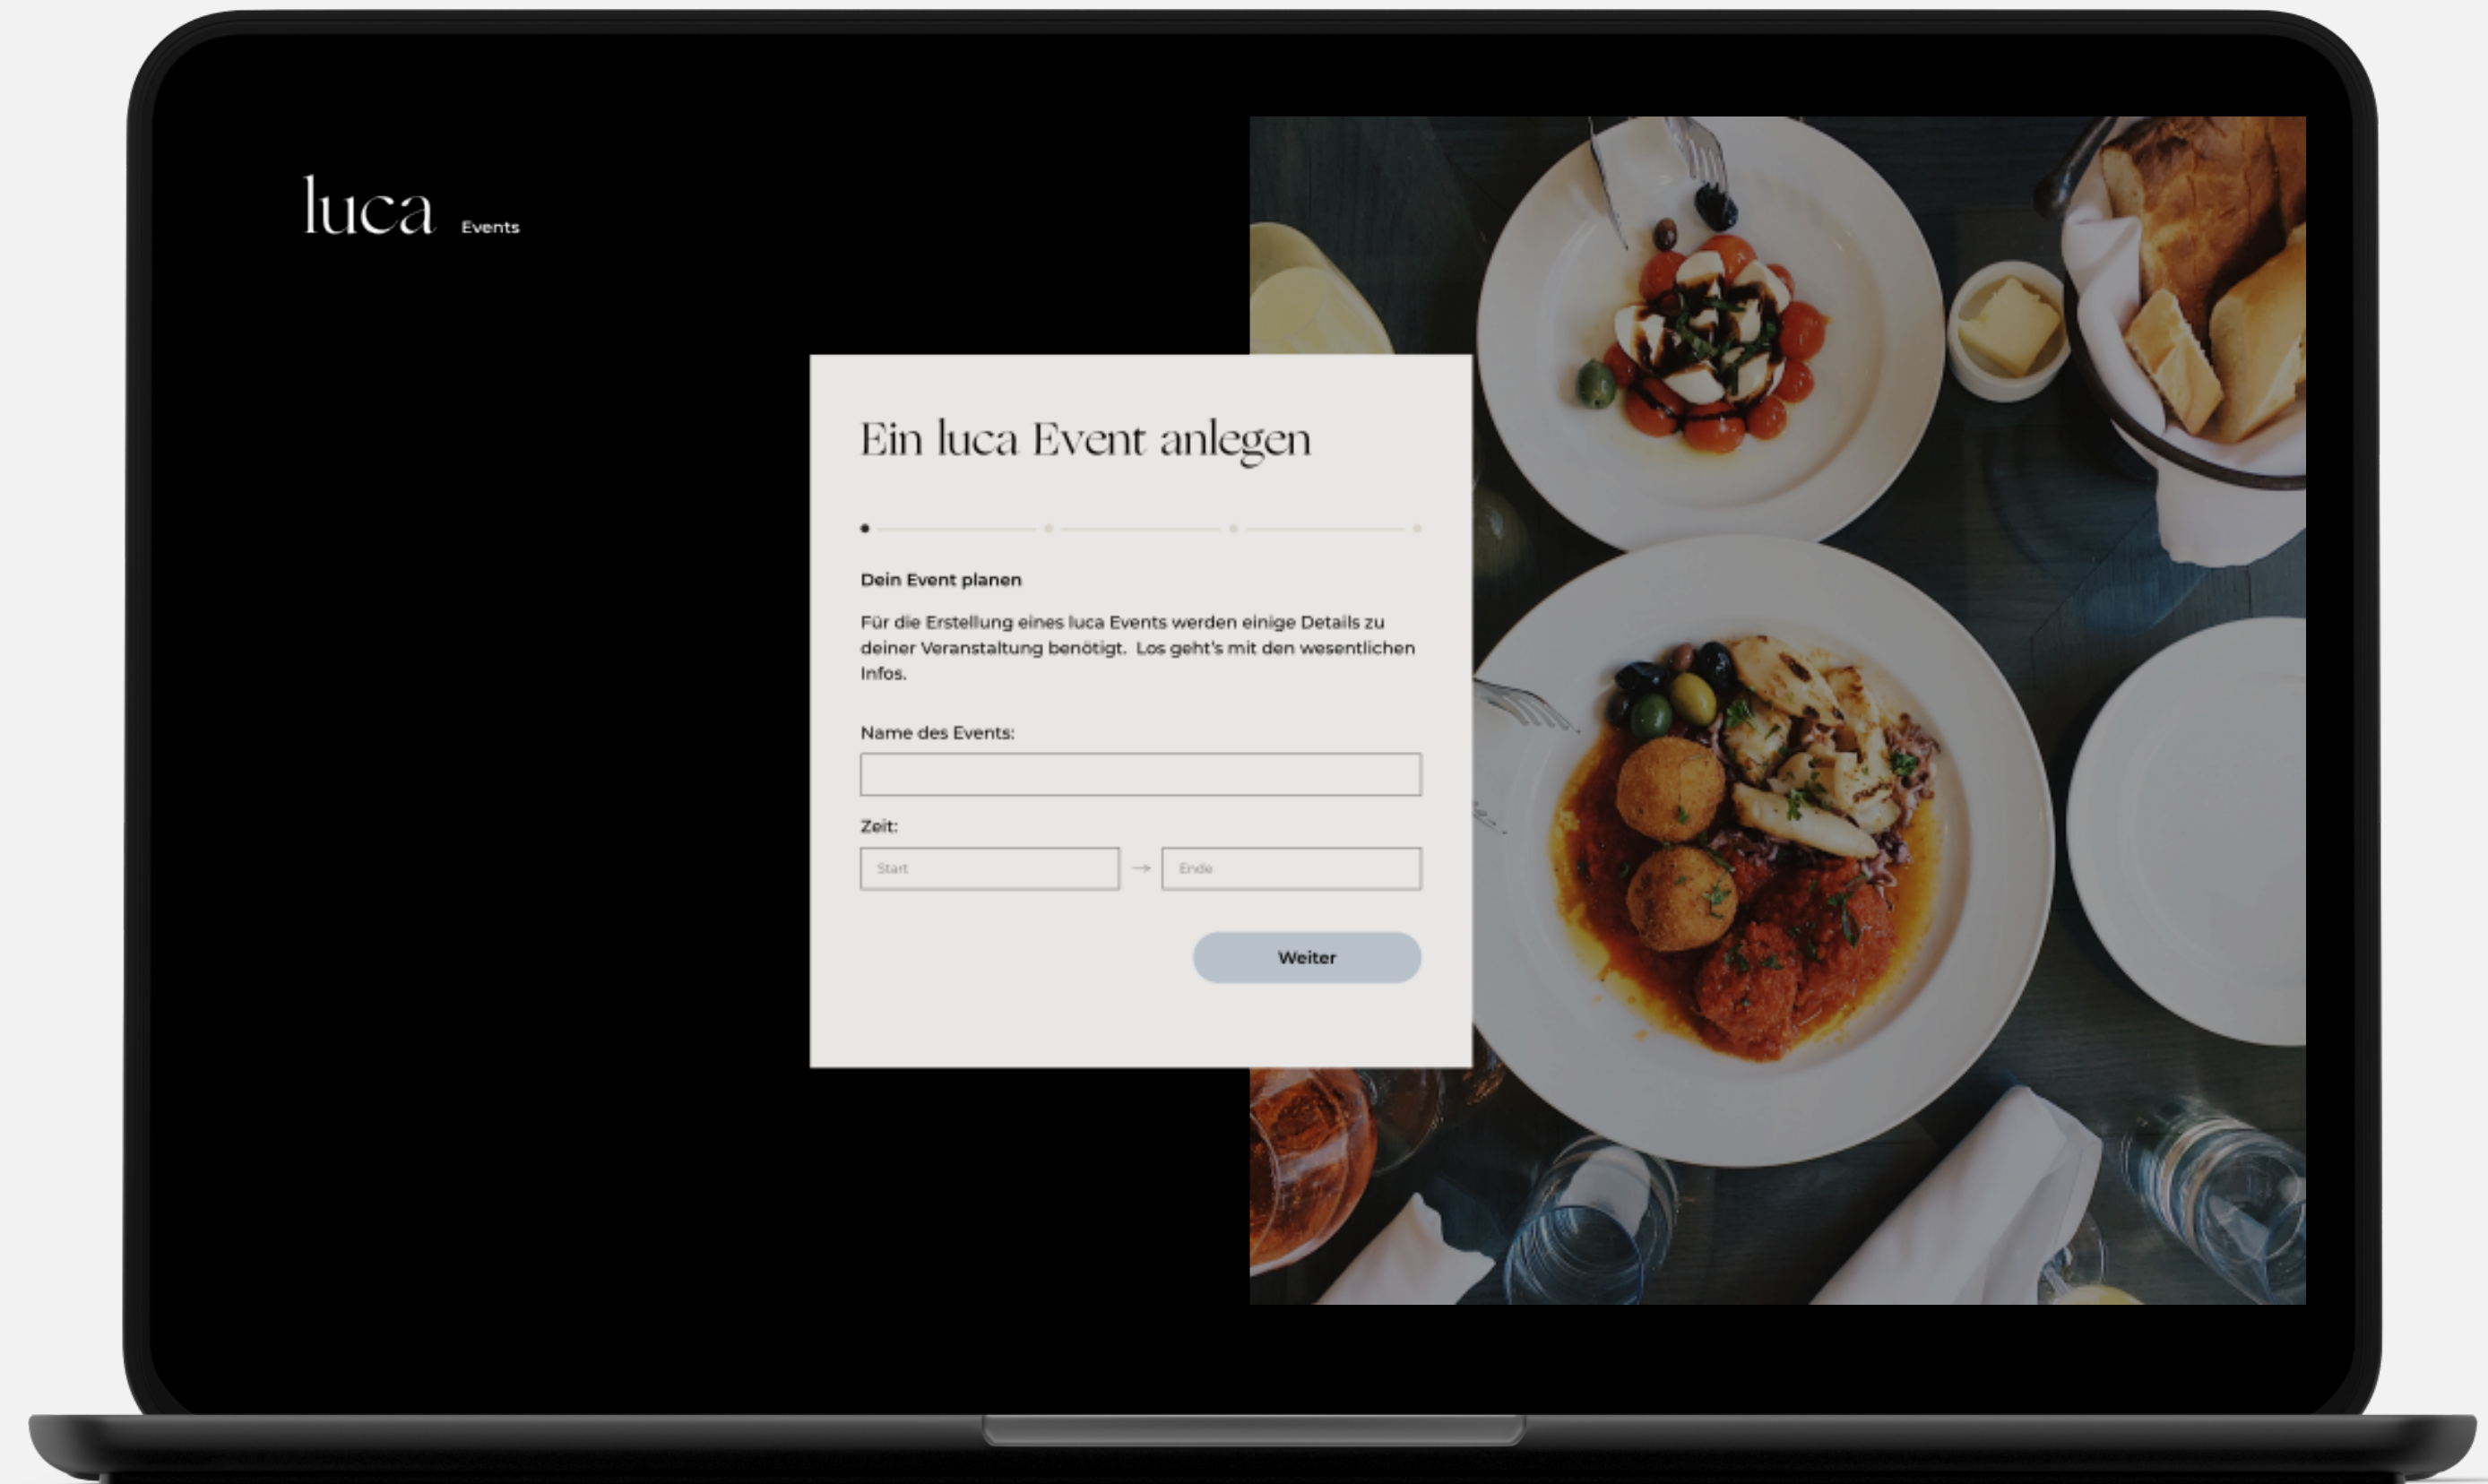 luca Events
Ein luca Event anlegen
Dein Event planen
Für die Erstellung eines luca Events werden einige Details zu
deiner Veranstaltung benötigt.  Los geht's mit den wesentlichen
Infos.
Name des Events:
Zeit:
Start → Ende
Weiter